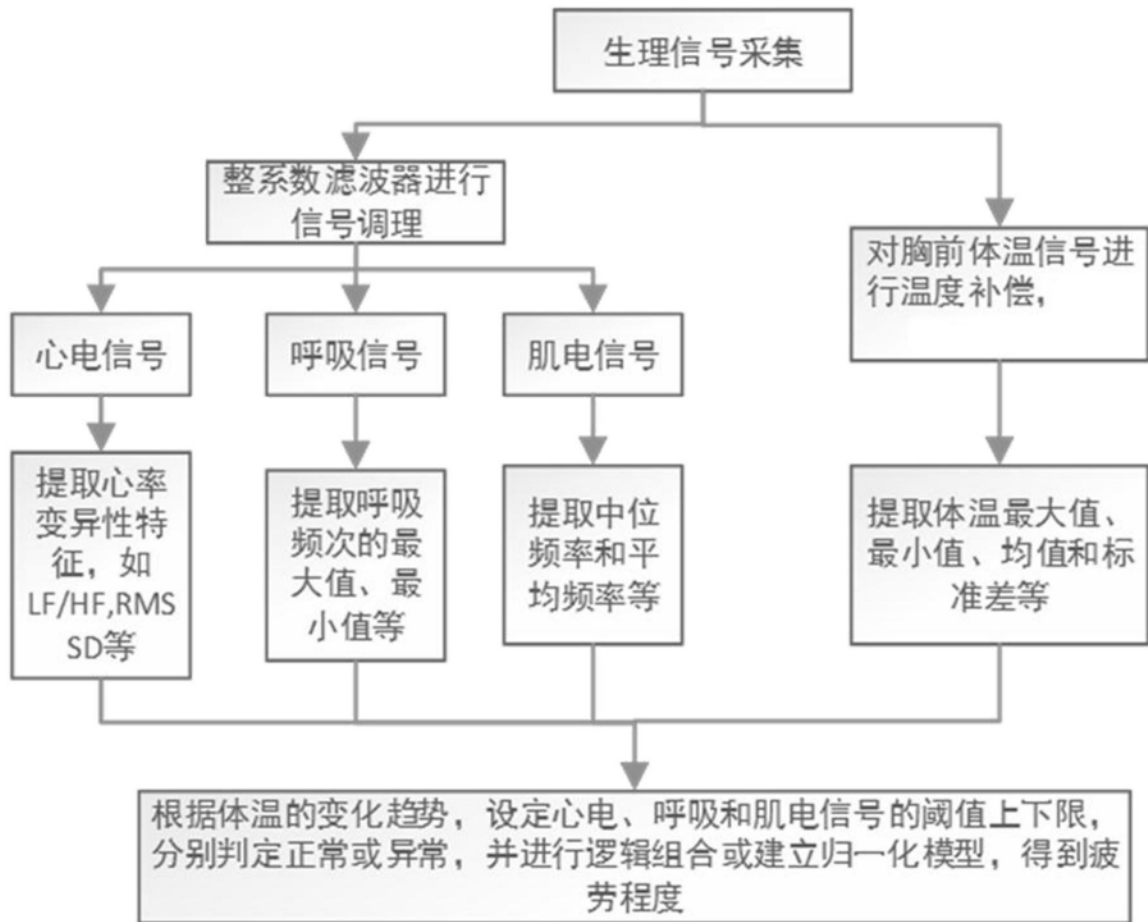 生理信号采集
整系数滤波器进行
信号调理
对胸前体温信号进
行温度补偿,
心电信号
呼吸信号
肌电信号
提取心率
变异性特
征，如
LF/HF,RMS
SD等
提取呼吸
频次的最
大值、最
小值等
提取中位
频率和平
均频率等
提取体温最大值、
最小值、均值和标
准差等
根据体温的变化趋势，设定心电、呼吸和肌电信号的阈值上下限，
分别判定正常或异常，并进行逻辑组合或建立归一化模型，得到疲
劳程度